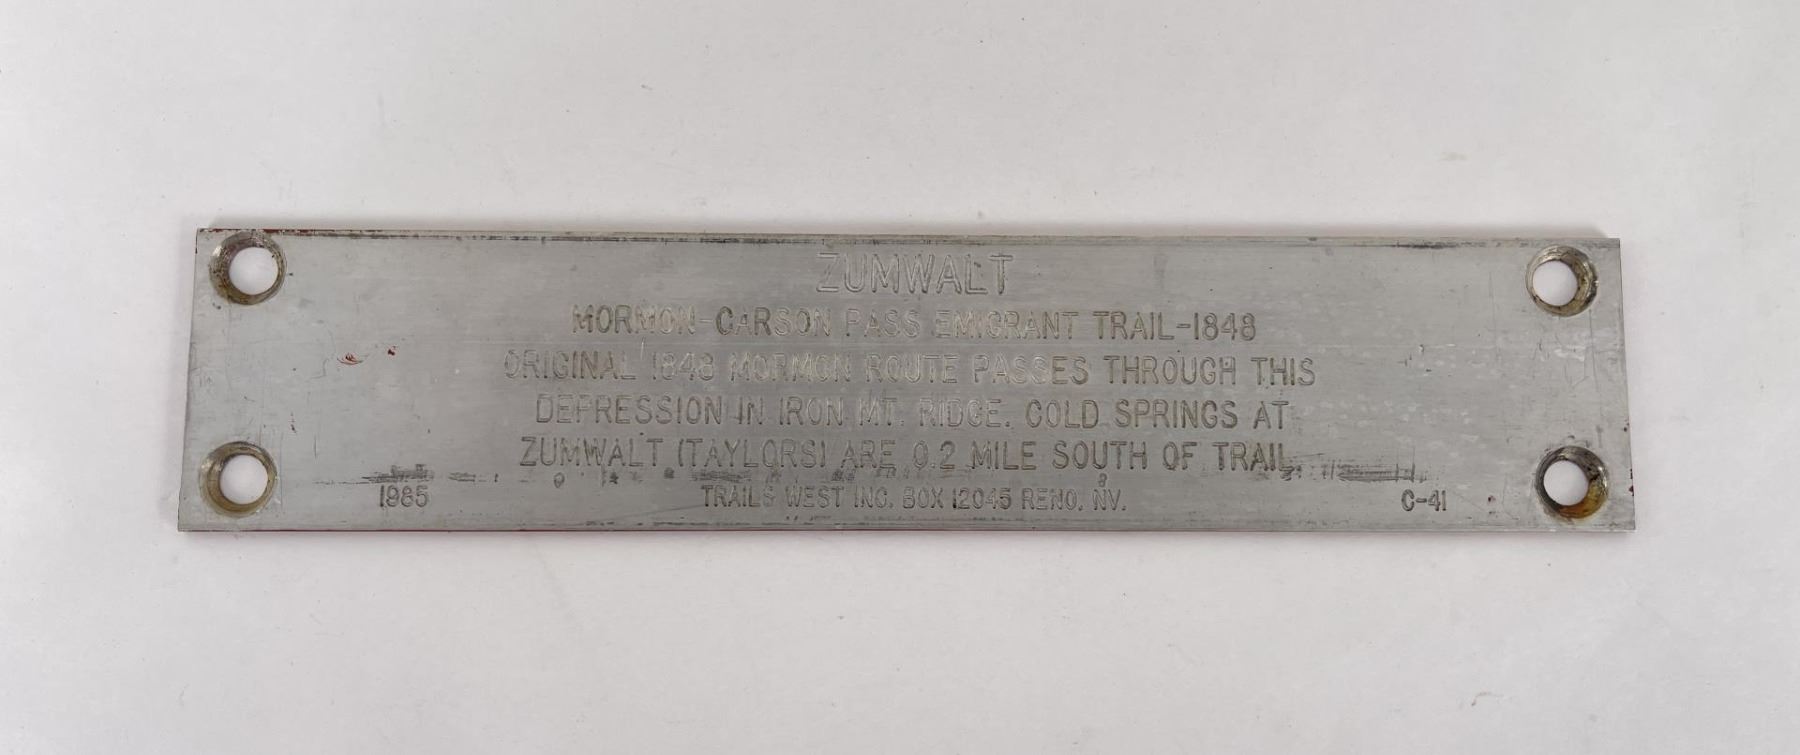 ZUMWALT
MORMON-CARSON PASS EMIGRANT TRAIL-1848
ORIGINAL 1848 MORMON ROUTE PASSES THROUGH THIS
DEPRESSION IN IRON MT. RIDGE. COLD SPRINGS AT
ZUMWALT (TAYLORS) ARE 0.2 MILE SOUTH OF TRAIL.
1985 TRAILS WEST INC. BOX 12045 RENO, NV. C-41